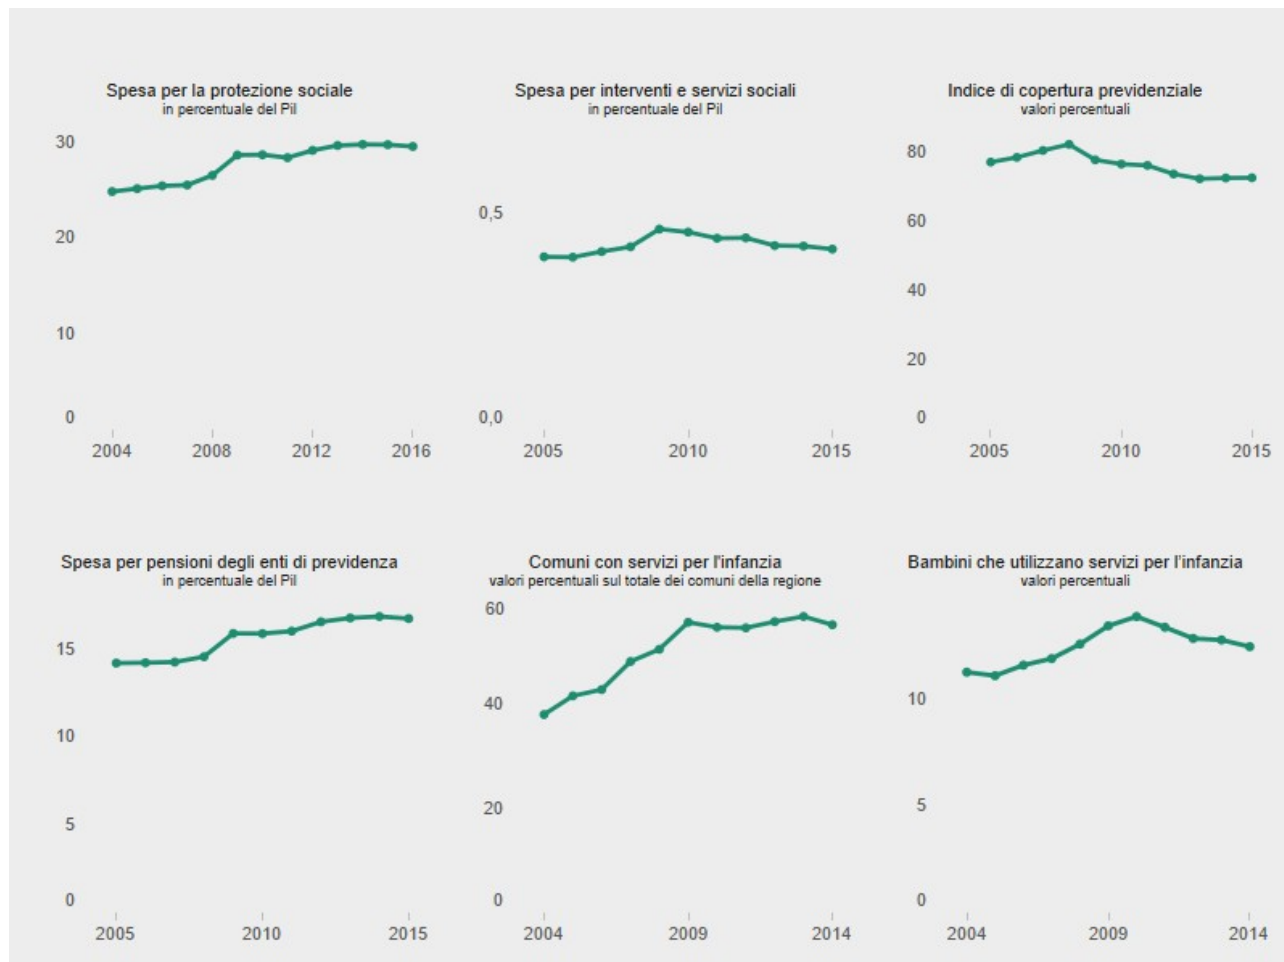 Spesa per la protezione sociale
in percentuale del Pil
30
20
10
0
2004 2008 2012 2016
Spesa per interventi e servizi sociali
in percentuale del Pil
0,5
0,0
2005 2010 2015
Indice di copertura previdenziale
valori percentuali
80
60
40
20
0
2005 2010 2015
Spesa per pensioni degli enti di previdenza
in percentuale del Pil
15
10
5
0
2005 2010 2015
Comuni con servizi per l'infanzia
valori percentuali sul totale dei comuni della regione
60
40
20
0
2004 2009 2014
Bambini che utilizzano servizi per l'infanzia
valori percentuali
10
5
0
2004 2009 2014